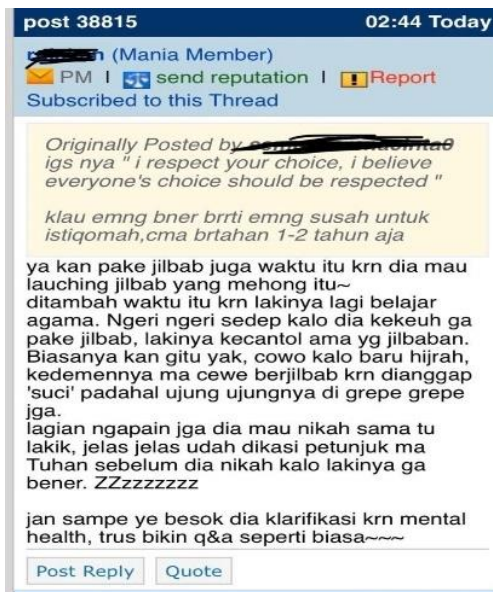 post 38815 02:44 Today
(Mania Member)
PM | send reputation | Report
Subscribed to this Thread
Originally Posted by
igs nya " i respect your choice, i believe
everyone's choice should be respected "
klau emng bner brrti emng susah untuk
istiqomah,cma brtahan 1-2 tahun aja
ya kan pake jilbab juga waktu itu krn dia mau
lauching jilbab yang mehong itu~
ditambah waktu itu krn lakinya lagi belajar
agama. Ngeri ngeri sedep kalo dia kekeuh ga
pake jilbab, lakinya kecantol ama yg jilbaban.
Biasanya kan gitu yak, cowo kalo baru hijrah,
kedemennya ma cewe berjilbab krn dianggap
'suci' padahal ujung ujungnya di grepe grepe
jga.
lagian ngapain jga dia mau nikah sama tu
lakik, jelas jelas udah dikasi petunjuk ma
Tuhan sebelum dia nikah kalo lakinya ga
bener. ZZzzzzzzz
jan sampe ye besok dia klarifikasi krn mental
health, trus bikin q&a seperti biasa~~~
Post Reply Quote